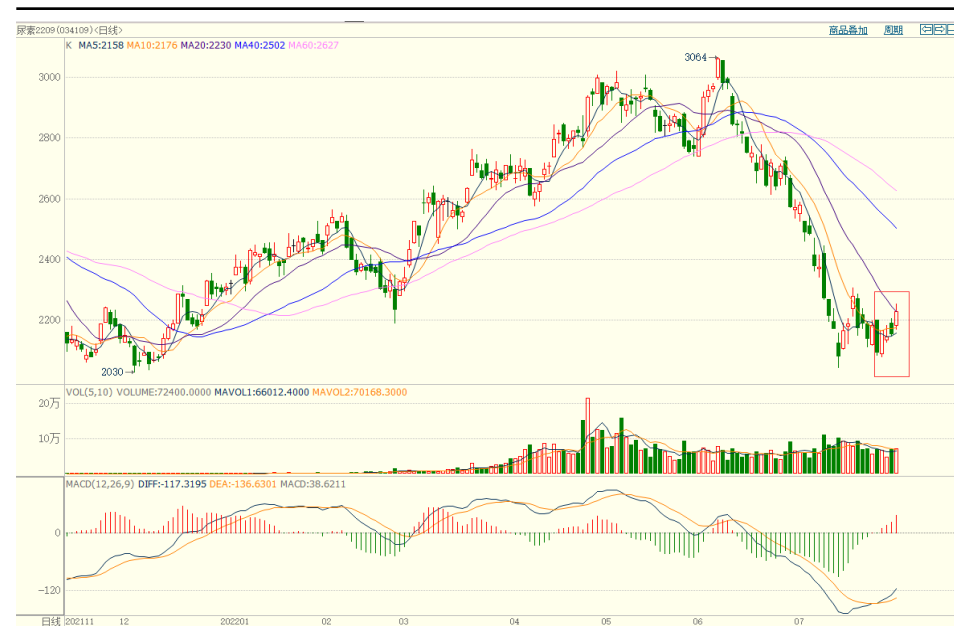 尿素2209(034109)<日线> 商品叠加 周期
K MA5:2158 MA10:2176 MA20:2230 MA40:2502 MA60:2627
3064
3000
2800
2600
2400
2200
2030
VOL(5,10) VOLUME:72400.0000 MAVOL1:66012.4000 MAVOL2:70168.3000
20万
10万
MACD(12,26,9) DIFF:-117.3195 DEA:-136.6301 MACD:38.6211
0
-120
日线 202111 12 202201 02 03 04 05 06 07